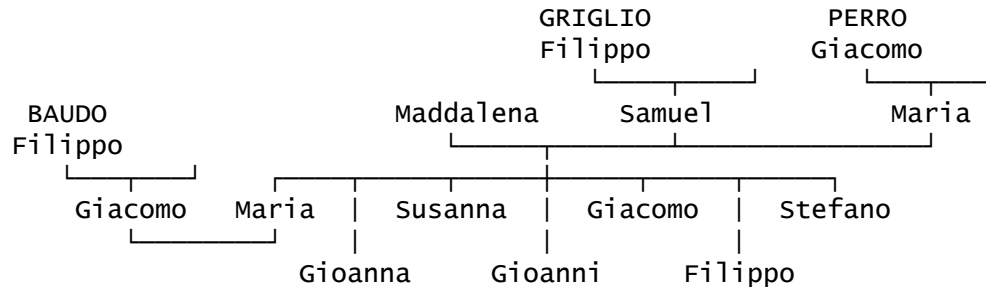 GRIGLIO PERRO
Filippo Giacomo
BAUDO Maddalena Samuel Maria
Filippo
Giacomo Maria Susanna Giacomo Stefano
Gioanna Gioanni Filippo